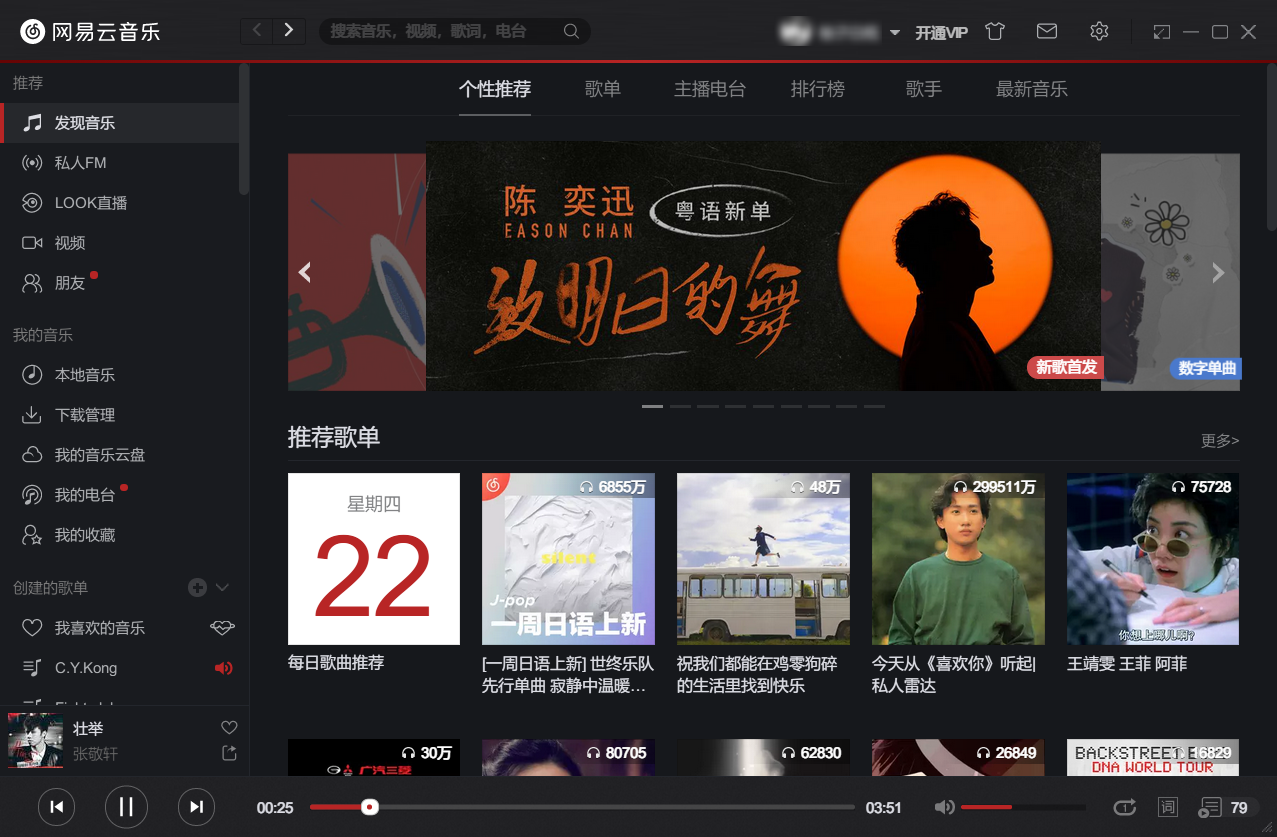 网易云音乐
搜索音乐，视频，歌词，电台
开通VIP
推荐
发现音乐
私人FM
LOOK直播
视频
朋友
我的音乐
本地音乐
下载管理
我的音乐云盘
我的电台
我的收藏
创建的歌单
我喜欢的音乐
C.Y.Kong
个性推荐 歌单 主播电台 排行榜 歌手 最新音乐
陈 奕迅
EASON CHAN
粤语新单
致明日的舞
新歌首发
数字单曲
推荐歌单
更多>
星期四
22
每日歌曲推荐
6855万
silent
J-pop
一周日语上新
[一周日语上新] 世终乐队
先行单曲 寂静中温暖…
48万
祝我们都能在鸡零狗碎
的生活里找到快乐
299511万
今天从《喜欢你》听起|
私人雷达
75728
你想上哪儿啊?
王靖雯 王菲 阿菲
30万
广汽三菱
80705
62830
26849
6829
BACKSTREET
DNA WORLD TOUR
壮举
张敬轩
00:25
03:51
1
词
79